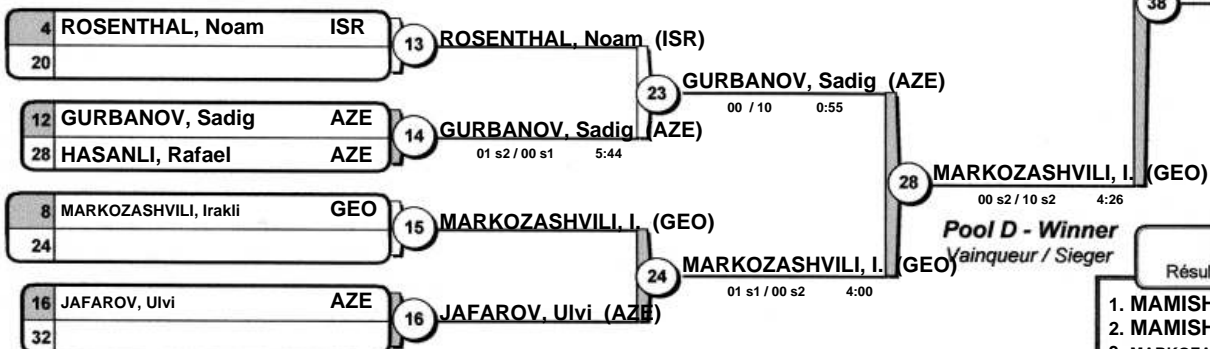 38
4 ROSENTHAL, Noam ISR
20
13 ROSENTHAL, Noam (ISR)
12 GURBANOV, Sadig AZE
28 HASANLI, Rafael AZE
14 GURBANOV, Sadig (AZE)
01 s2 / 00 s1 5:44
23 GURBANOV, Sadig (AZE)
00 / 10 0:55
8 MARKOZASHVILI, Irakli GEO
24
15 MARKOZASHVILI, I. (GEO)
16 JAFAROV, Ulvi AZE
32
16 JAFAROV, Ulvi (AZE)
24 MARKOZASHVILI, I. (GEO)
01 s1 / 00 s2 4:00
28 MARKOZASHVILI, I. (GEO)
00 s2 / 10 s2 4:26
Pool D - Winner
Vainqueur / Sieger
Résul
1. MAMISH
2. MAMISH